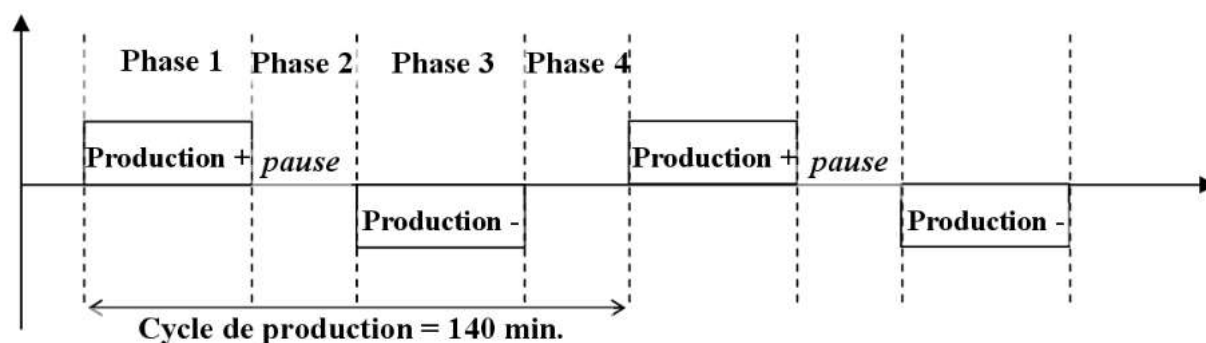 Phase 1 Phase 2 Phase 3 Phase 4
Production + pause Production + pause
Production - Production -
Cycle de production = 140 min.